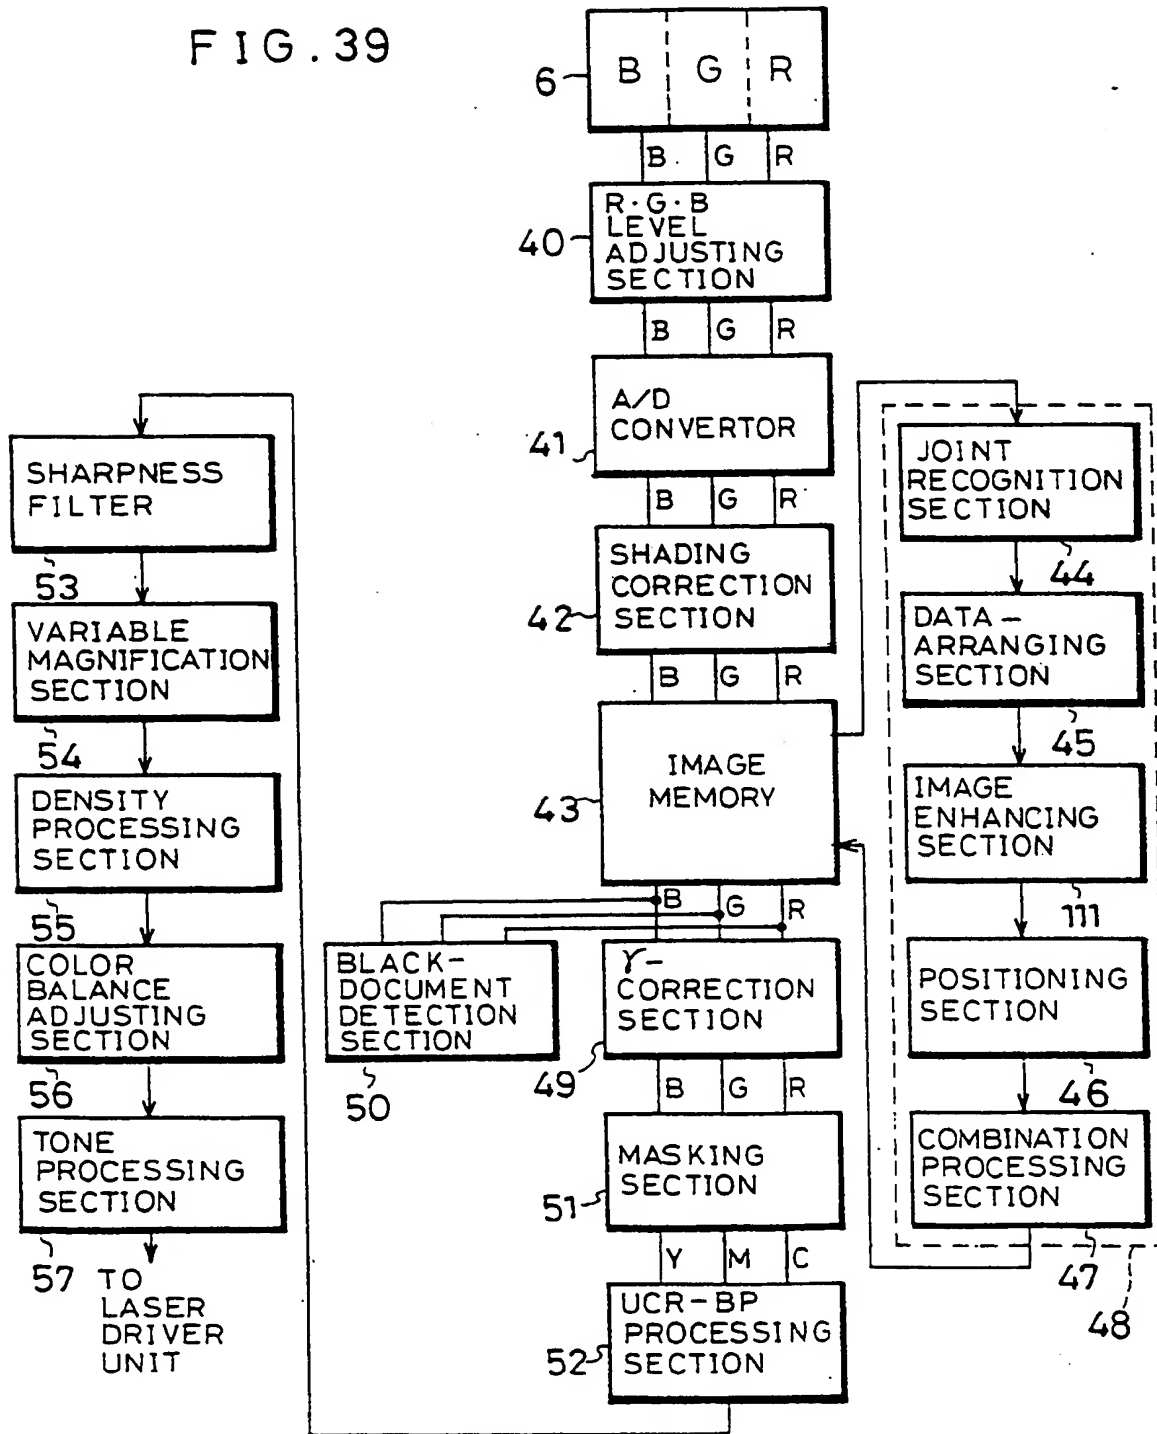 FIG.39
6
B G R
B G R
40
R·G·B
LEVEL
ADJUSTING
SECTION
B G R
41
A/D
CONVERTOR
B G R
42
SHADING
CORRECTION
SECTION
B G R
43
IMAGE
MEMORY
B G R
BLACK-
DOCUMENT
DETECTION
SECTION
50
γ-
CORRECTION
SECTION
49
B G R
MASKING
SECTION
51
Y M C
UCR-BP
PROCESSING
SECTION
52
JOINT
RECOGNITION
SECTION
44
DATA-
ARRANGING
SECTION
45
IMAGE
ENHANCING
SECTION
111
POSITIONING
SECTION
46
COMBINATION
PROCESSING
SECTION
47
48
SHARPNESS
FILTER
53
VARIABLE
MAGNIFICATION
SECTION
54
DENSITY
PROCESSING
SECTION
55
COLOR
BALANCE
ADJUSTING
SECTION
56
TONE
PROCESSING
SECTION
57
TO
LASER
DRIVER
UNIT